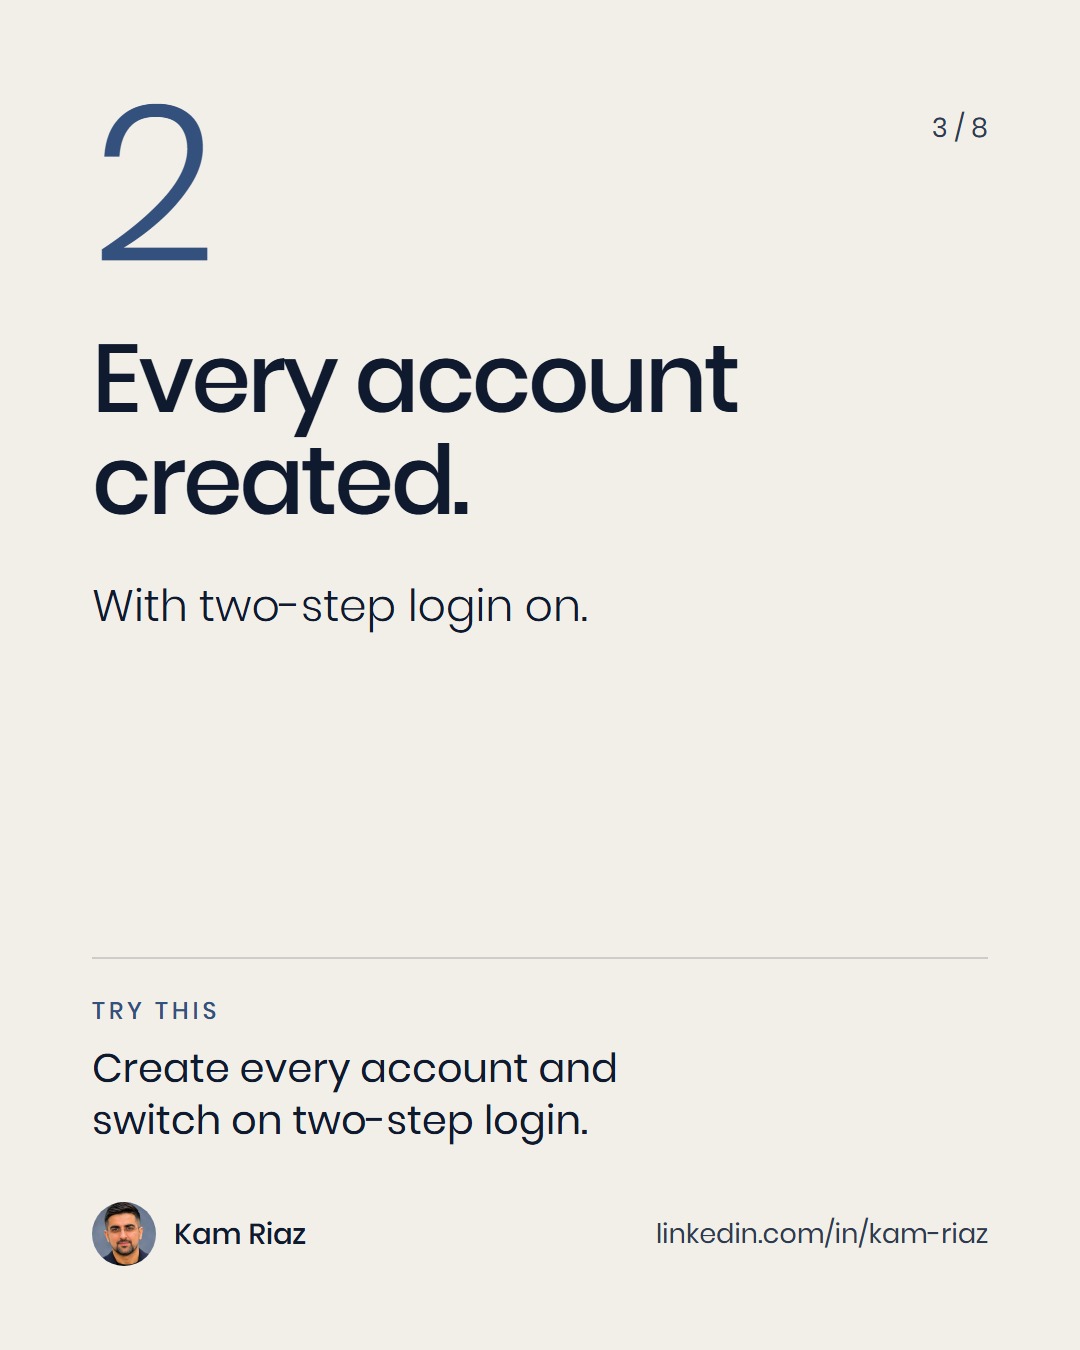 2
3 / 8
Every account
created.
With two-step login on.
TRY THIS
Create every account and
switch on two-step login.
Kam Riaz
linkedin.com/in/kam-riaz